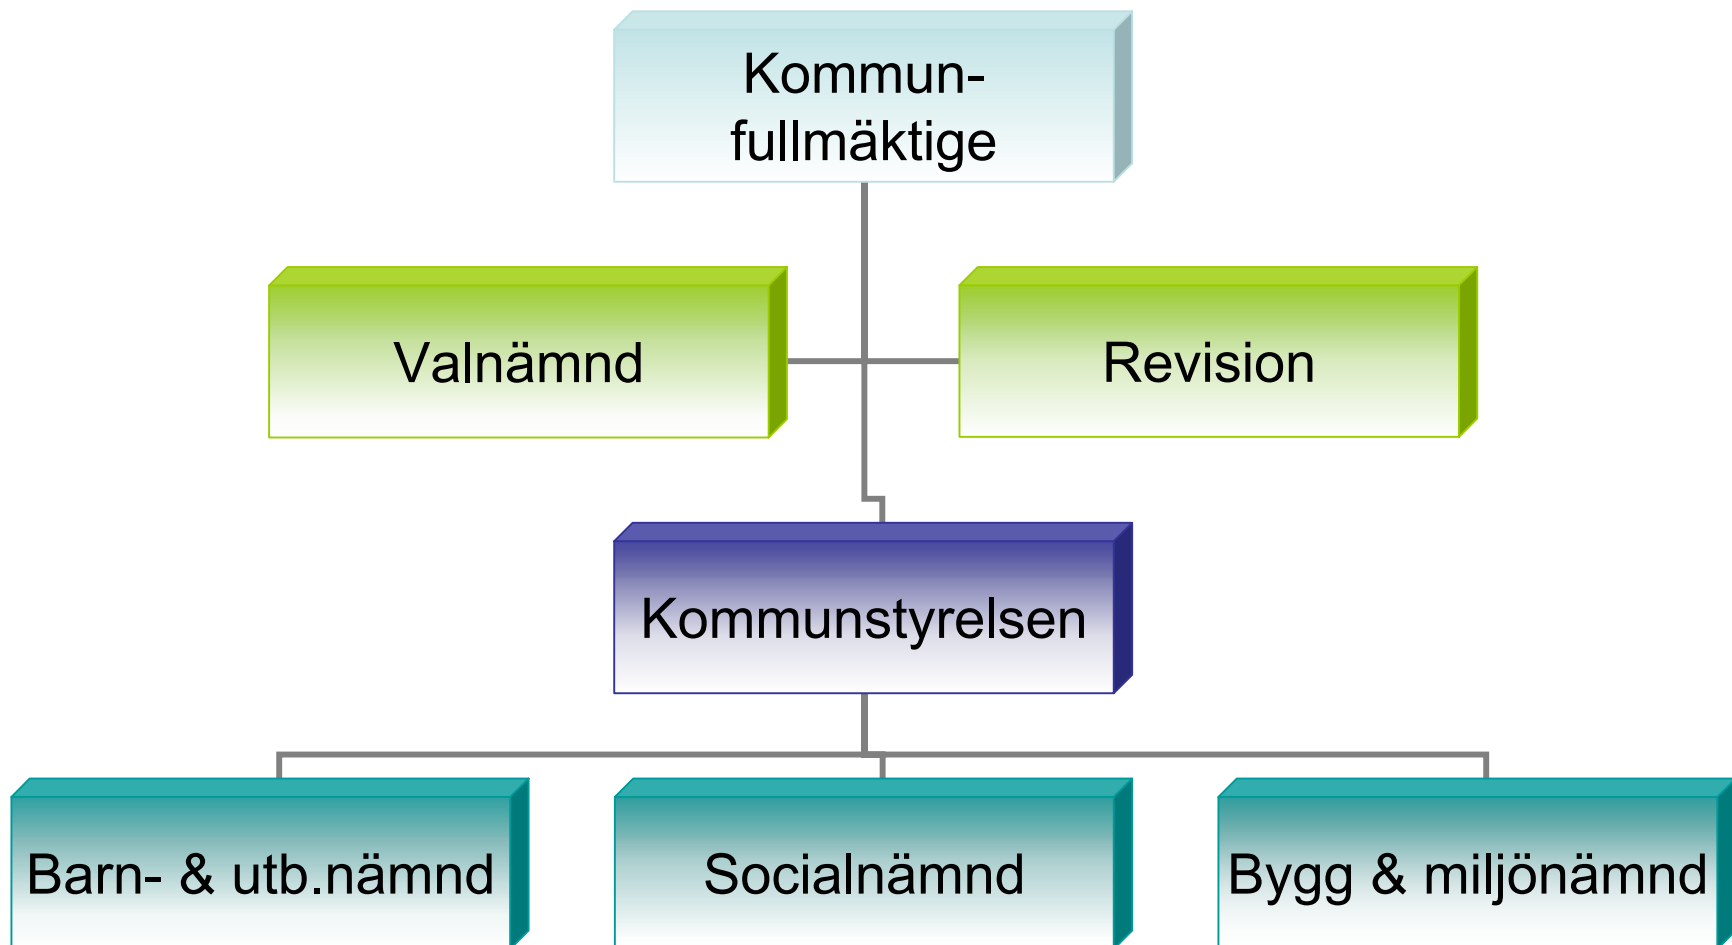 Kommun-
fullmäktige
Valnämnd
Revision
Kommunstyrelsen
Barn- & utb.nämnd
Socialnämnd
Bygg & miljönämnd